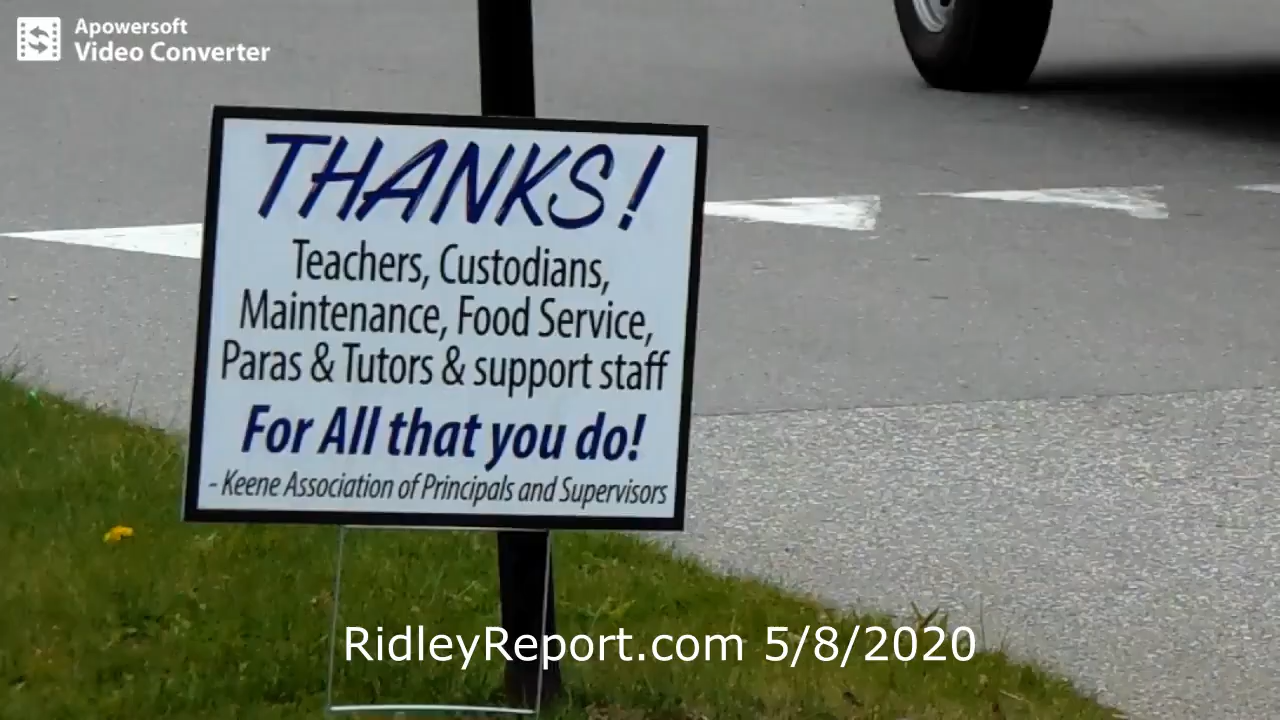 Apowersoft
Video Converter
THANKS!
Teachers, Custodians,
Maintenance, Food Service,
Paras & Tutors & support staff
For All that you do!
- Keene Association of Principals and Supervisors
RidleyReport.com 5/8/2020